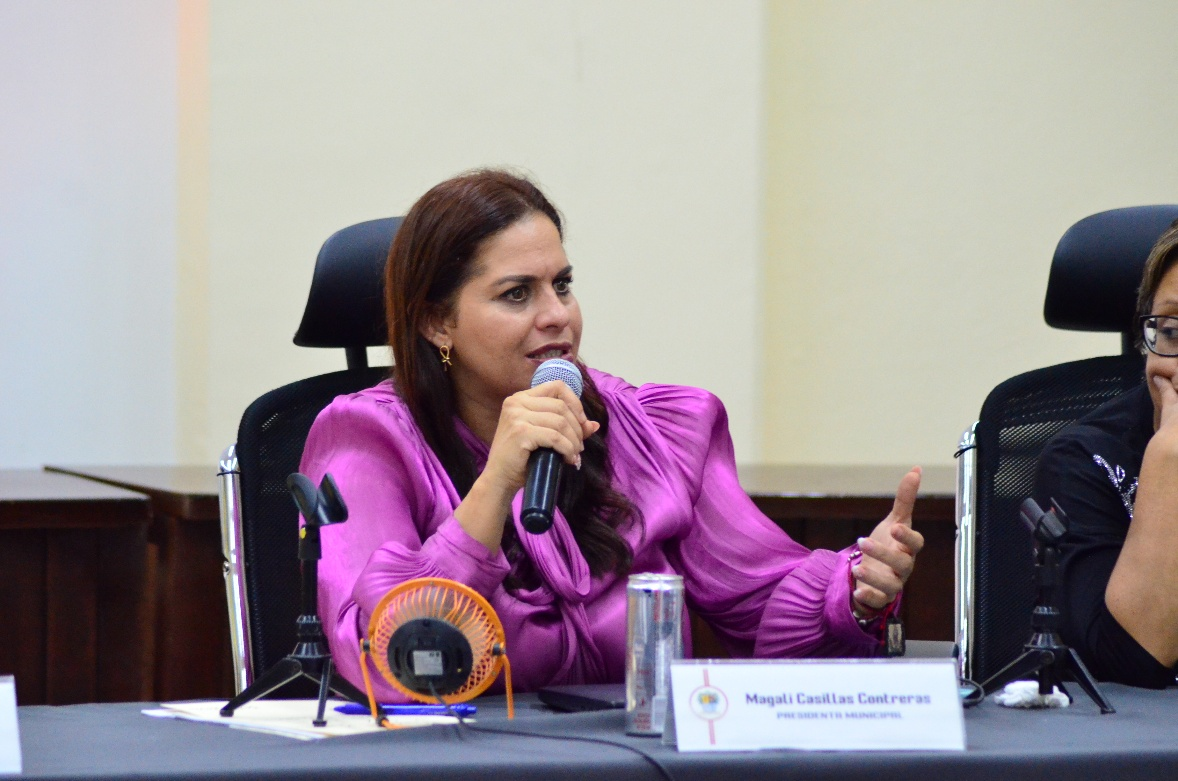 Magali Casillas Contreras
PRESIDENTA MUNICIPAL